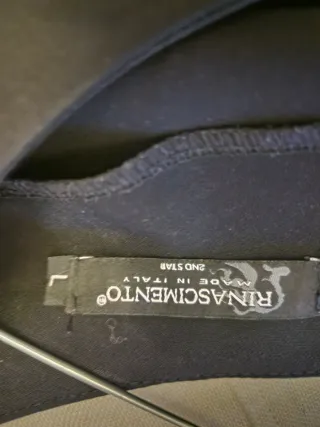 RINASCIMENTO®
MADE IN ITALY
2ND STAR
L